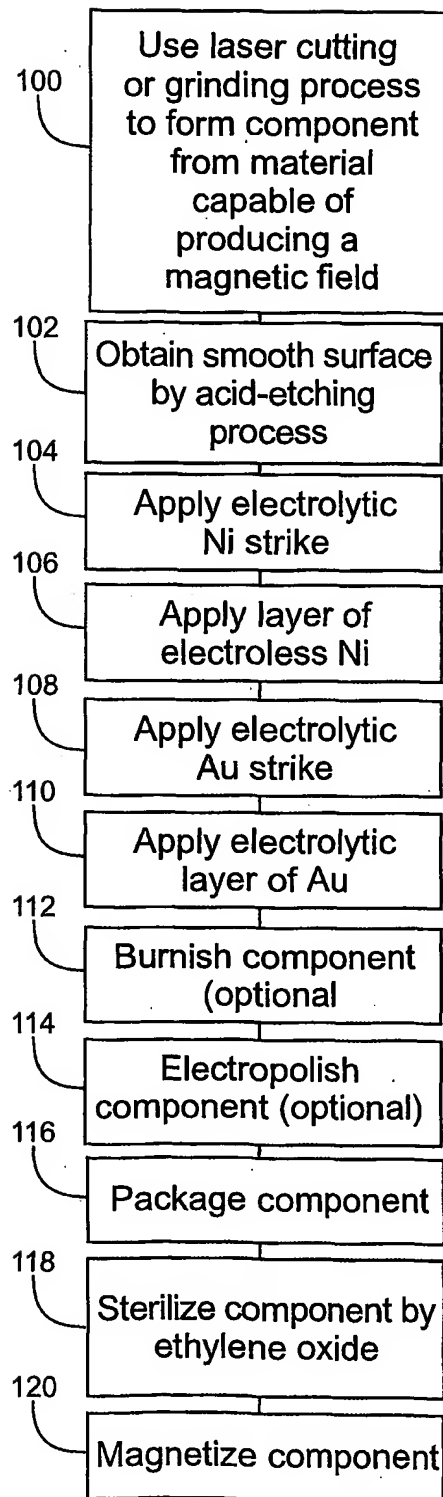 100
Use laser cutting
or grinding process
to form component
from material
capable of
producing a
magnetic field
102
Obtain smooth surface
by acid-etching
process
104
Apply electrolytic
Ni strike
106
Apply layer of
electroless Ni
108
Apply electrolytic
Au strike
110
Apply electrolytic
layer of Au
112
Burnish component
(optional
114
Electropolish
component (optional)
116
Package component
118
Sterilize component by
ethylene oxide
120
Magnetize component